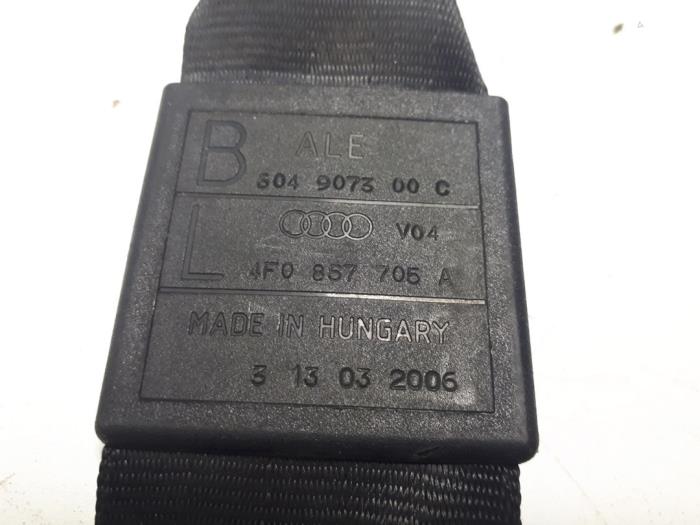 B ALE
604 9073 00 C
V04
L 4F0 857 705 A
MADE IN HUNGARY
3 13 03 2006